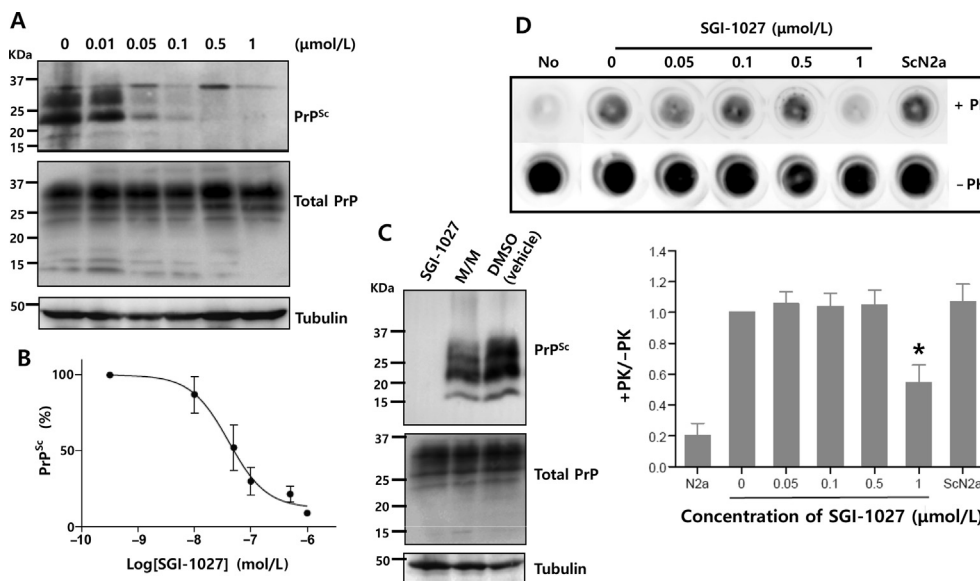 A
0 0.01 0.05 0.1 0.5 1 (μmol/L)
KDa
37
25
20
15
PrPSc
37
25
20
15
Total PrP
50
Tubulin
B
PrPSc (%)
100
50
0
−10 −9 −8 −7 −6
Log[SGI-1027] (mol/L)
C
SGI-1027
M/M
DMSO
(vehicle)
KDa
37
25
20
15
PrPSc
37
25
20
15
Total PrP
50
Tubulin
D
SGI-1027 (μmol/L)
No 0 0.05 0.1 0.5 1 ScN2a
+ P
− PK
+PK/−PK
1.4
1.2
1.0
0.8
0.6
0.4
0.2
0.0
*
N2a 0 0.05 0.1 0.5 1 ScN2a
Concentration of SGI-1027 (μmol/L)